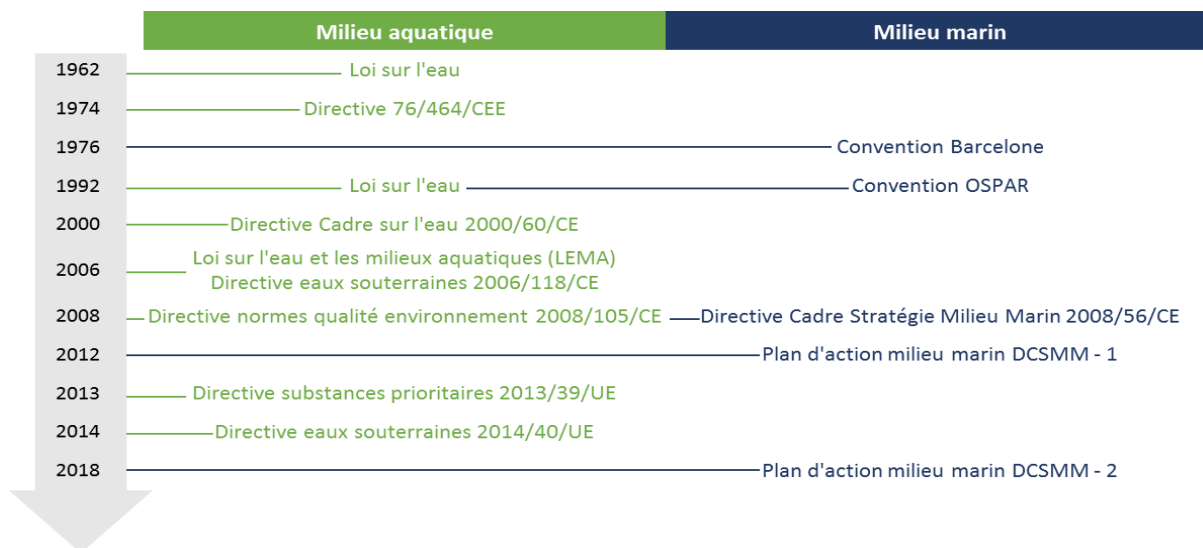 Milieu aquatique Milieu marin
1962 Loi sur l'eau
1974 Directive 76/464/CEE
1976 Convention Barcelone
1992 Loi sur l'eau Convention OSPAR
2000 Directive Cadre sur l'eau 2000/60/CE
2006 Loi sur l'eau et les milieux aquatiques (LEMA)
Directive eaux souterraines 2006/118/CE
2008 Directive normes qualité environnement 2008/105/CE Directive Cadre Stratégie Milieu Marin 2008/56/CE
2012 Plan d'action milieu marin DCSMM - 1
2013 Directive substances prioritaires 2013/39/UE
2014 Directive eaux souterraines 2014/40/UE
2018 Plan d'action milieu marin DCSMM - 2